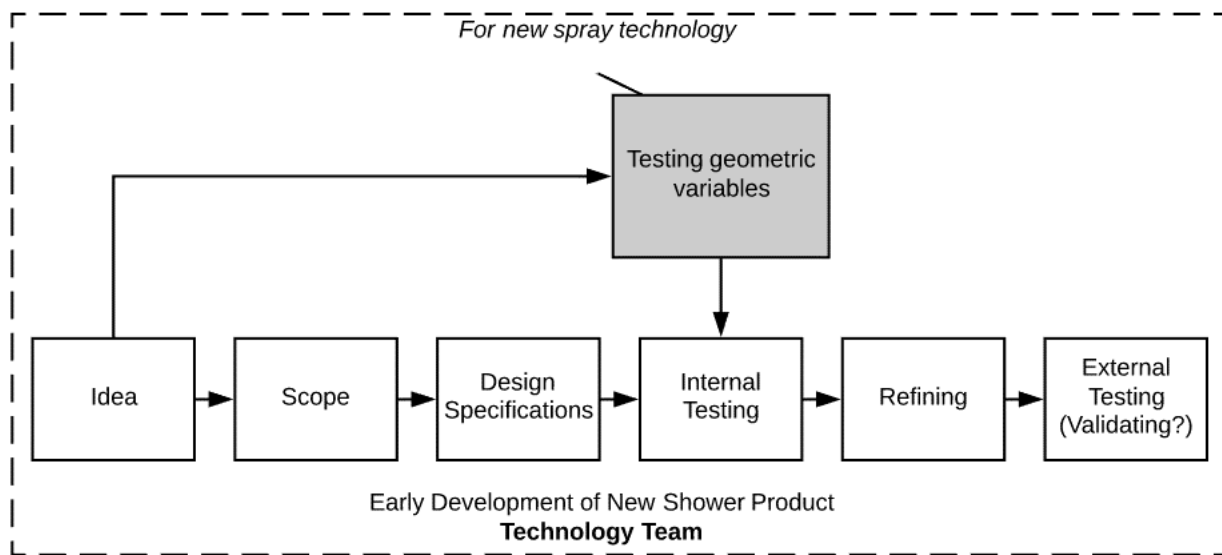 For new spray technology
Testing geometric
variables
Idea
Scope
Design
Specifications
Internal
Testing
Refining
External
Testing
(Validating?)
Early Development of New Shower Product
Technology Team